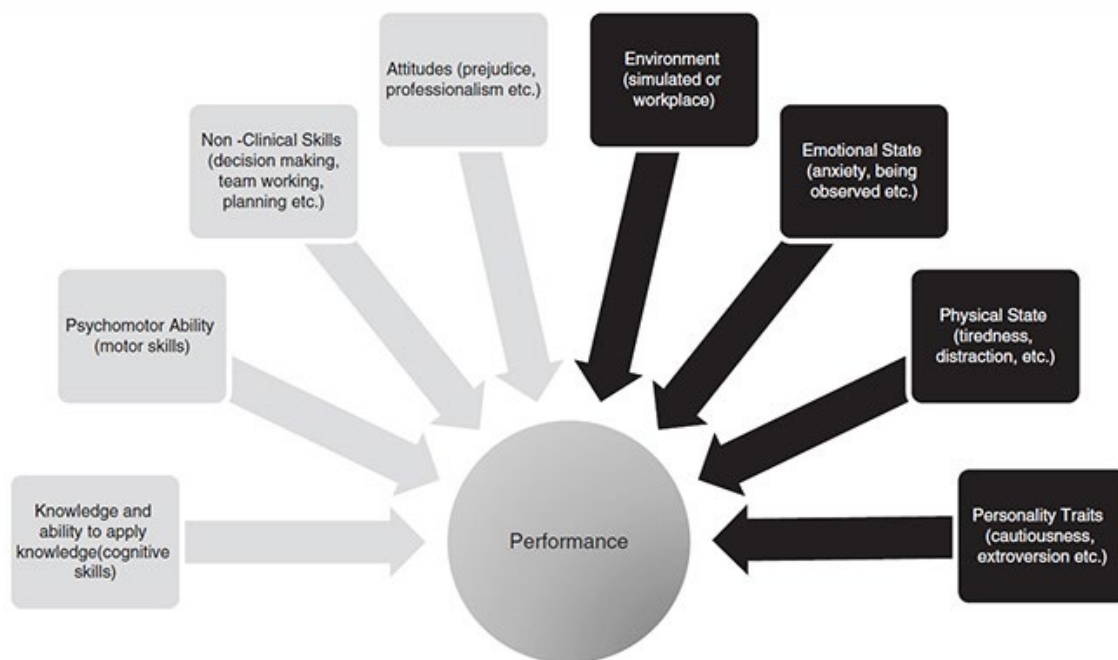 Attitudes (prejudice,
professionalism etc.)
Environment
(simulated or
workplace)
Non -Clinical Skills
(decision making,
team working,
planning etc.)
Emotional State
(anxiety, being
observed etc.)
Psychomotor Ability
(motor skills)
Physical State
(tiredness,
distraction, etc.)
Knowledge and
ability to apply
knowledge(cognitive
skills)
Performance
Personality Traits
(cautiousness,
extroversion etc.)